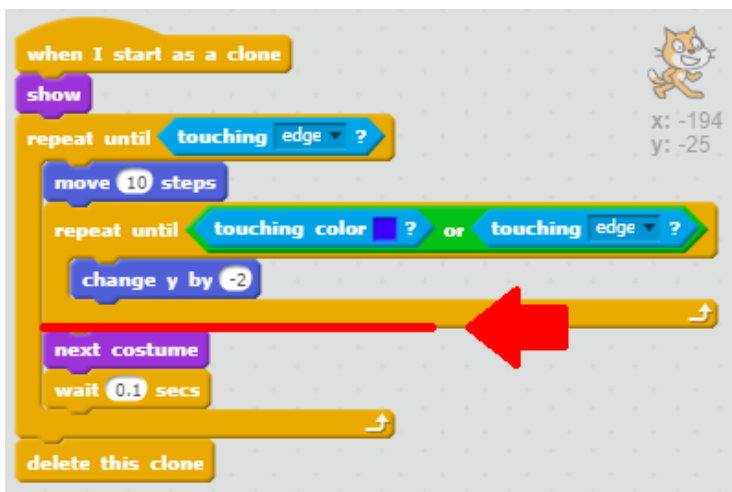 when I start as a clone
show
x: -194
repeat until touching edge ?
y: -25
move 10 steps
repeat until touching color ? or touching edge ?
change y by -2
next costume
wait 0.1 secs
delete this clone